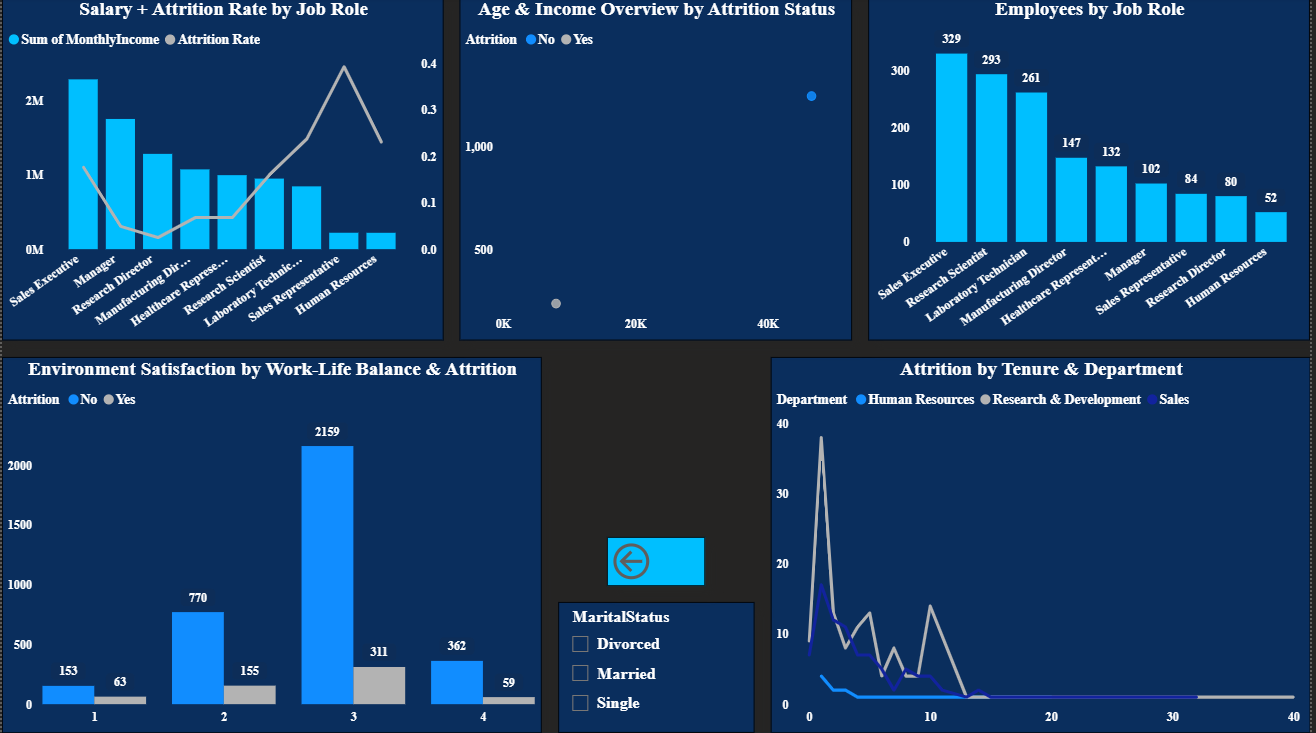 Salary + Attrition Rate by Job Role
Sum of MonthlyIncome Attrition Rate
2M
1M
0M
0.4
0.3
0.2
0.1
0.0
Sales Executive
Manager
Research Director
Manufacturing Dir...
Healthcare Represe...
Research Scientist
Laboratory Technic...
Sales Representative
Human Resources
Age & Income Overview by Attrition Status
Attrition No Yes
1,000
500
0K 20K 40K
Employees by Job Role
300
200
100
0
329
293
261
147
132
102
84
80
52
Sales Executive
Research Scientist
Laboratory Technician
Manufacturing Director
Healthcare Represent...
Manager
Sales Representative
Research Director
Human Resources
Environment Satisfaction by Work-Life Balance & Attrition
Attrition No Yes
2000
1500
1000
500
0
153
63
770
155
2159
311
362
59
1 2 3 4
MaritalStatus
Divorced
Married
Single
Attrition by Tenure & Department
Department Human Resources Research & Development Sales
40
30
20
10
0
0 10 20 30 40